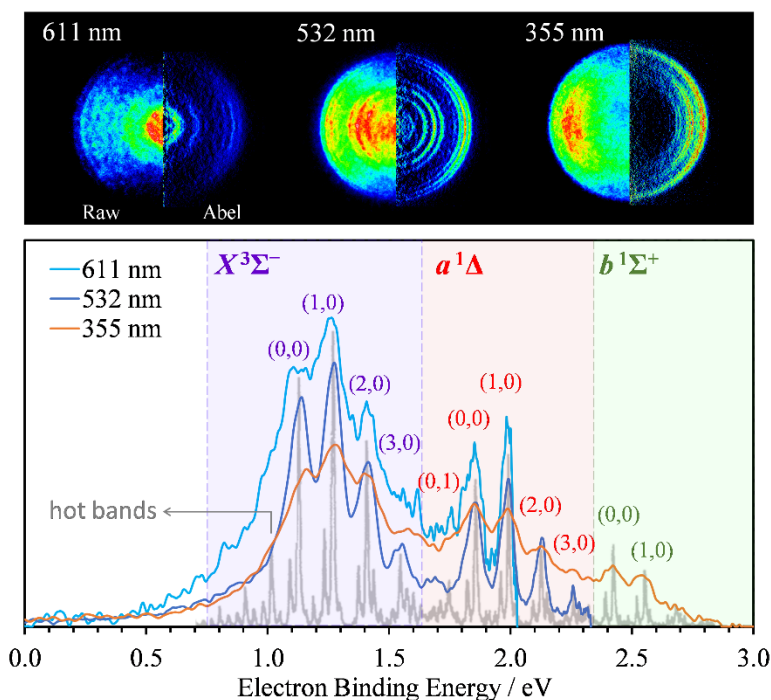 611 nm
532 nm
355 nm
Raw
Abel
X³Σ⁻
a¹Δ
b¹Σ⁺
611 nm
532 nm
355 nm
(0,0)
(1,0)
(2,0)
(3,0)
(0,1)
(0,0)
(1,0)
(2,0)
(3,0)
(0,0)
(1,0)
hot bands
0.0 0.5 1.0 1.5 2.0 2.5 3.0
Electron Binding Energy / eV